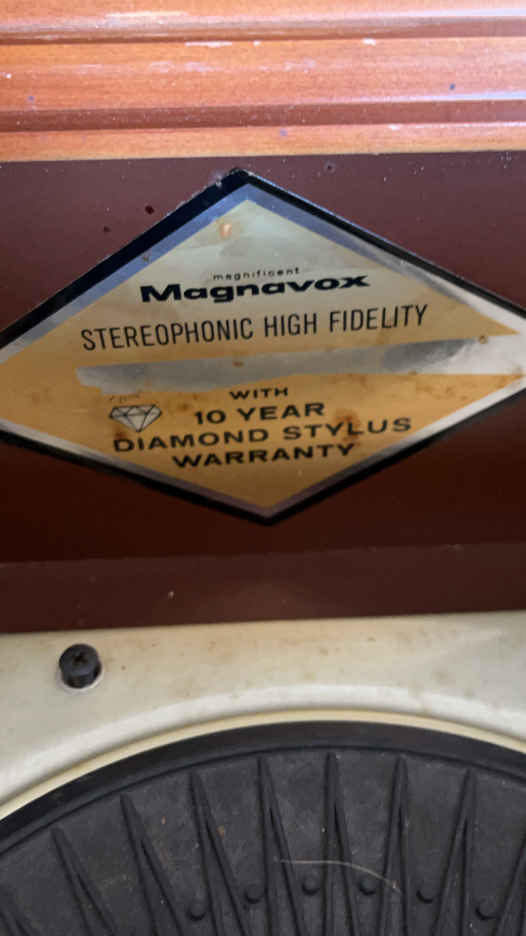 magnificent
Magnavox
STEREOPHONIC HIGH FIDELITY
WITH
10 YEAR
DIAMOND STYLUS
WARRANTY